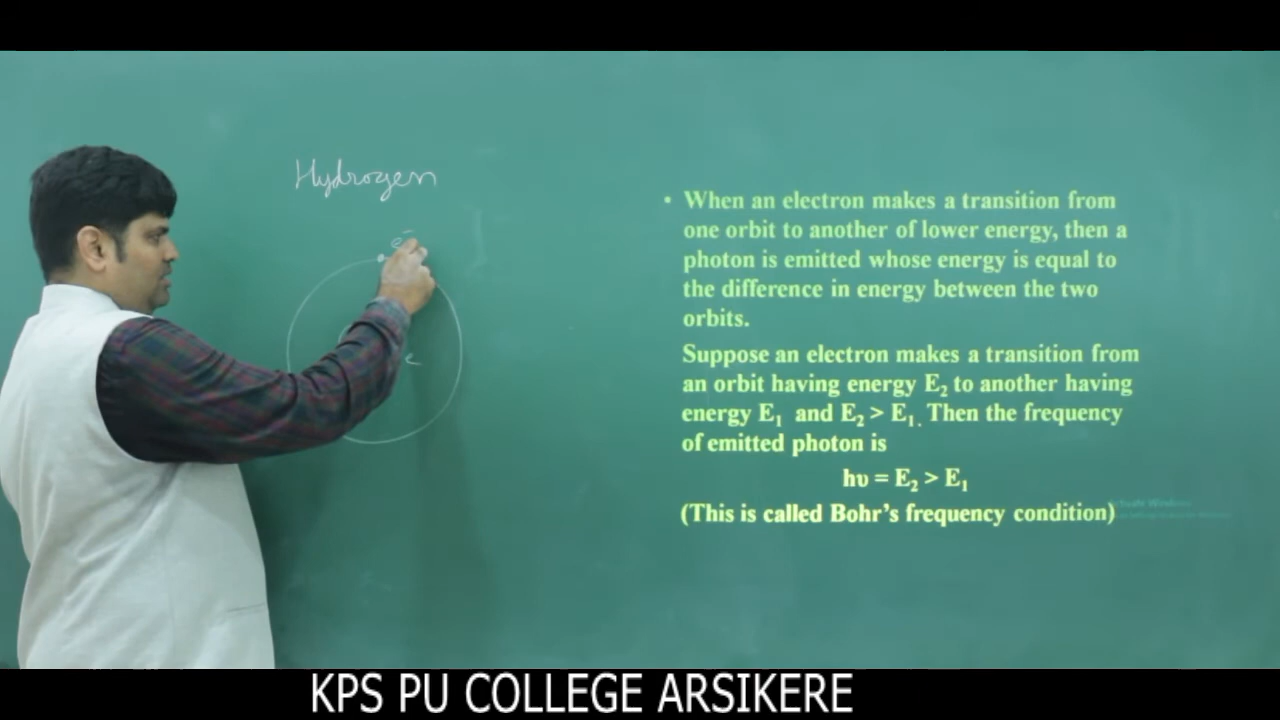 Hydrogen
e⁻
• When an electron makes a transition from
one orbit to another of lower energy, then a
photon is emitted whose energy is equal to
the difference in energy between the two
orbits.
Suppose an electron makes a transition from
an orbit having energy E₂ to another having
energy E₁ and E₂ > E₁. Then the frequency
of emitted photon is
hυ = E₂ > E₁
(This is called Bohr's frequency condition)
Activate Windows
KPS PU COLLEGE ARSIKERE